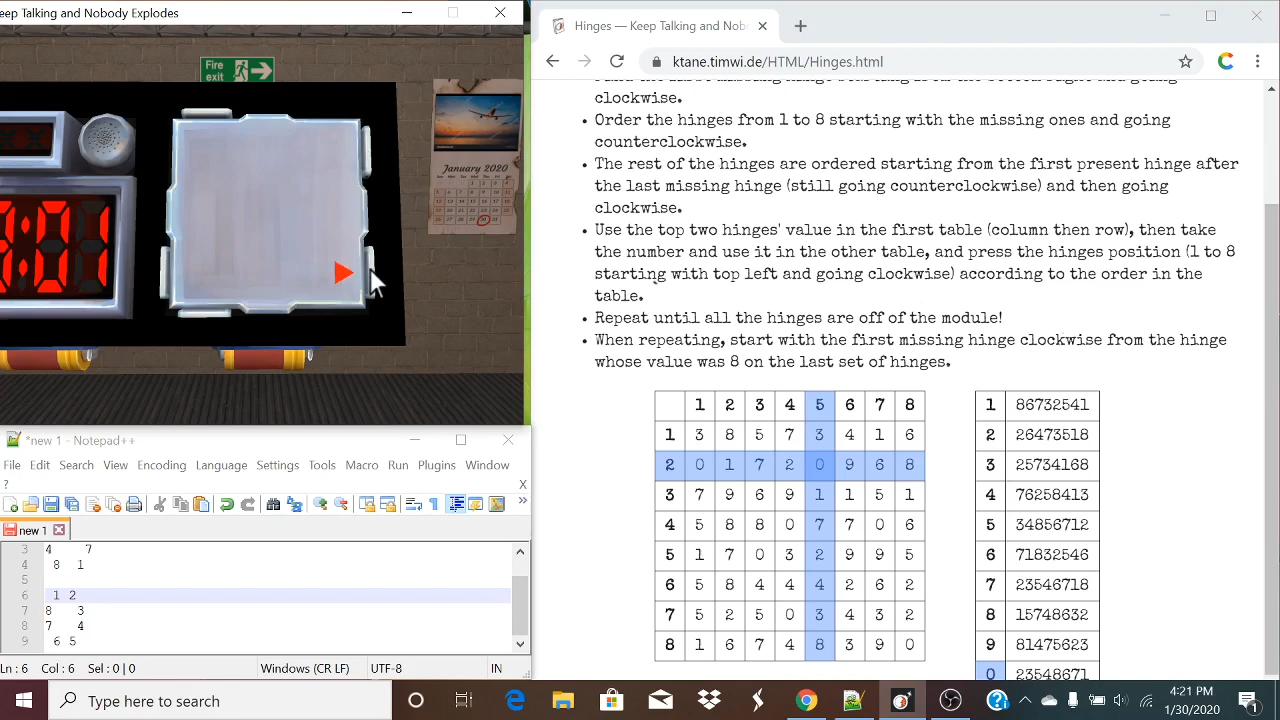 eep Talking and Nobody Explodes
Fire
exit
January 2020
Hinges — Keep Talking and Nob
ktane.timwi.de/HTML/Hinges.html
clockwise.
Order the hinges from 1 to 8 starting with the missing ones and going
counterclockwise.
The rest of the hinges are ordered starting from the first present hinge after
the last missing hinge (still going counterclockwise) and then going
clockwise.
Use the top two hinges' value in the first table (column then row), then take
the number and use it in the other table, and press the hinges position (1 to 8
starting with top left and going clockwise) according to the order in the
table.
Repeat until all the hinges are off of the module!
When repeating, start with the first missing hinge clockwise from the hinge
whose value was 8 on the last set of hinges.
1 2 3 4 5 6 7 8
1 3 8 5 7 3 4 1 6
2 0 1 7 2 0 9 6 8
3 7 9 6 9 1 1 5 1
4 5 8 8 0 7 7 0 6
5 1 7 0 3 2 9 9 5
6 5 8 4 4 4 2 6 2
7 5 2 5 0 3 4 3 2
8 1 6 7 4 8 3 9 0
1 86732541
2 26473518
3 25734168
4 76258413
5 34856712
6 71832546
7 23546718
8 15748632
9 81475623
0 23548671
*new 1 - Notepad++
File Edit Search View Encoding Language Settings Tools Macro Run Plugins Window
? X
new 1
3 4 7
4 8 1
5
6 1 2
7 8 3
8 7 4
9 6 5
Ln : 6 Col : 6 Sel : 0 | 0 Windows (CR LF) UTF-8 IN
Type here to search
4:21 PM
1/30/2020
1